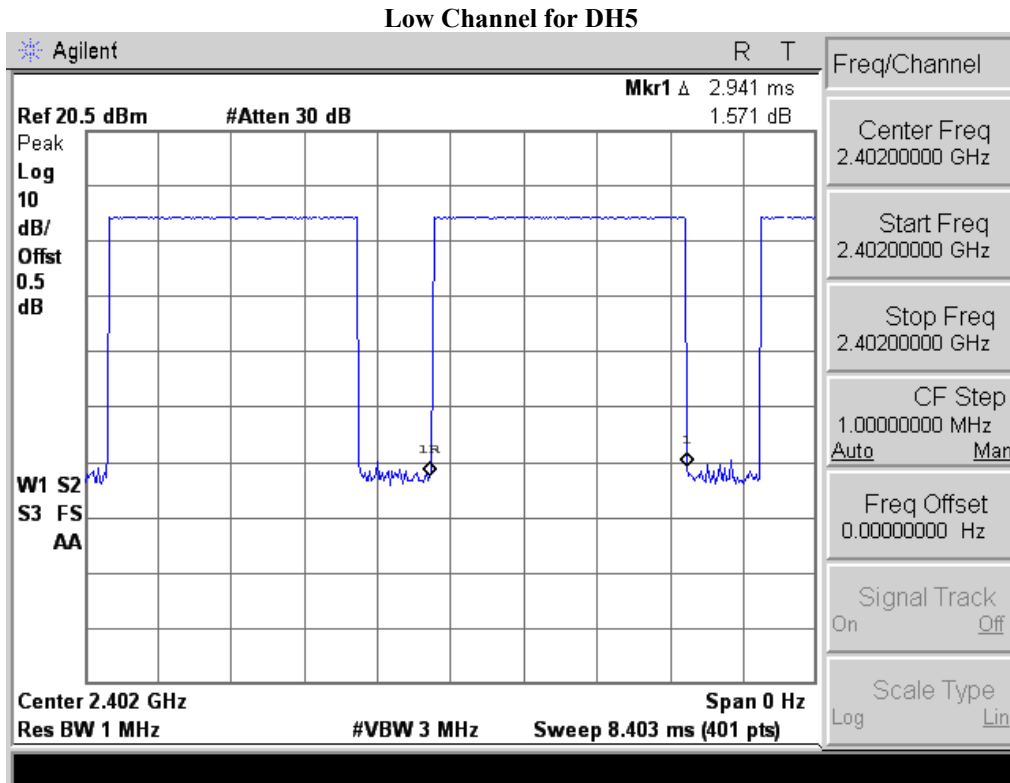 Low Channel for DH5
Agilent
R T
Mkr1 Δ 2.941 ms
Ref 20.5 dBm #Atten 30 dB 1.571 dB
Peak
Log
10
dB/
Offst
0.5
dB
1R
1
W1 S2
S3 FS
AA
Center 2.402 GHz Span 0 Hz
Res BW 1 MHz #VBW 3 MHz Sweep 8.403 ms (401 pts)
Freq/Channel
Center Freq
2.40200000 GHz
Start Freq
2.40200000 GHz
Stop Freq
2.40200000 GHz
CF Step
1.00000000 MHz
Auto Man
Freq Offset
0.00000000 Hz
Signal Track
On Off
Scale Type
Log Lin